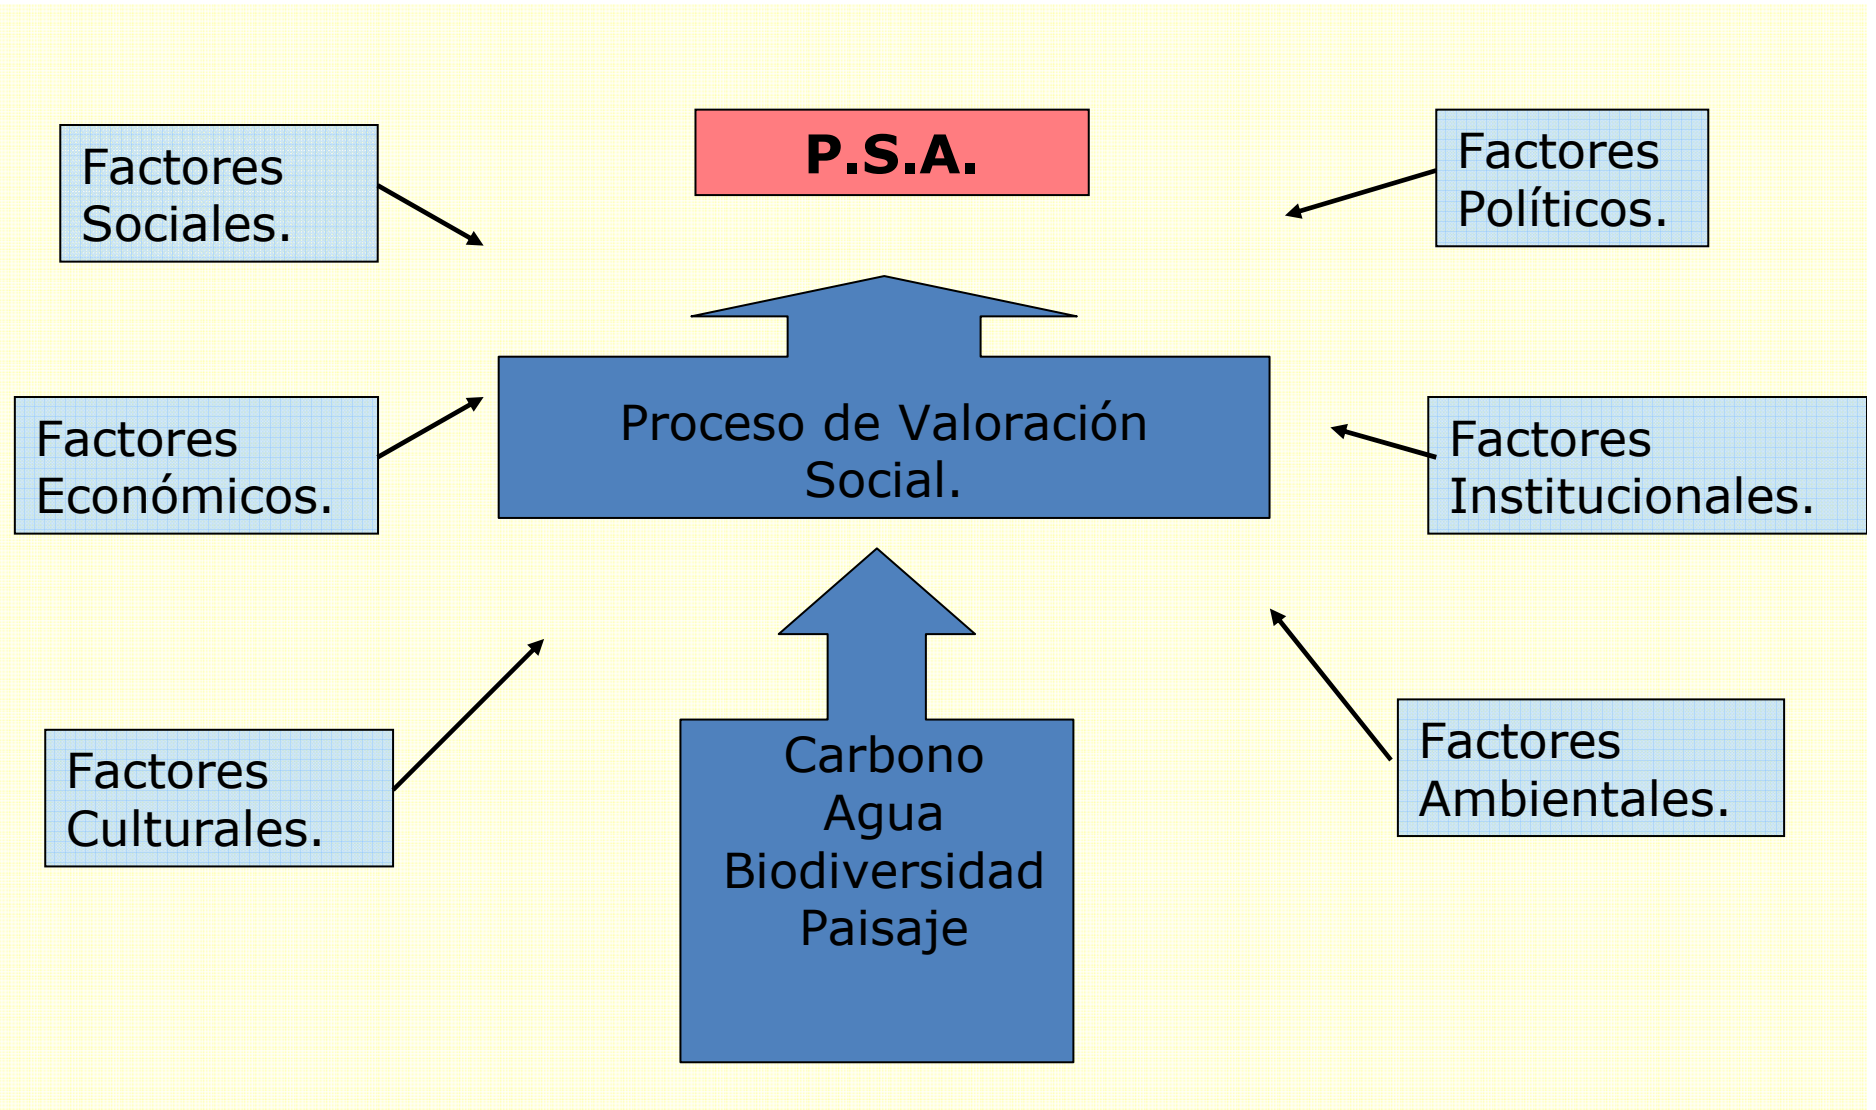 P.S.A.
Factores
Sociales.
Factores
Políticos.
Proceso de Valoración
Social.
Factores
Económicos.
Factores
Institucionales.
Factores
Culturales.
Carbono
Agua
Biodiversidad
Paisaje
Factores
Ambientales.